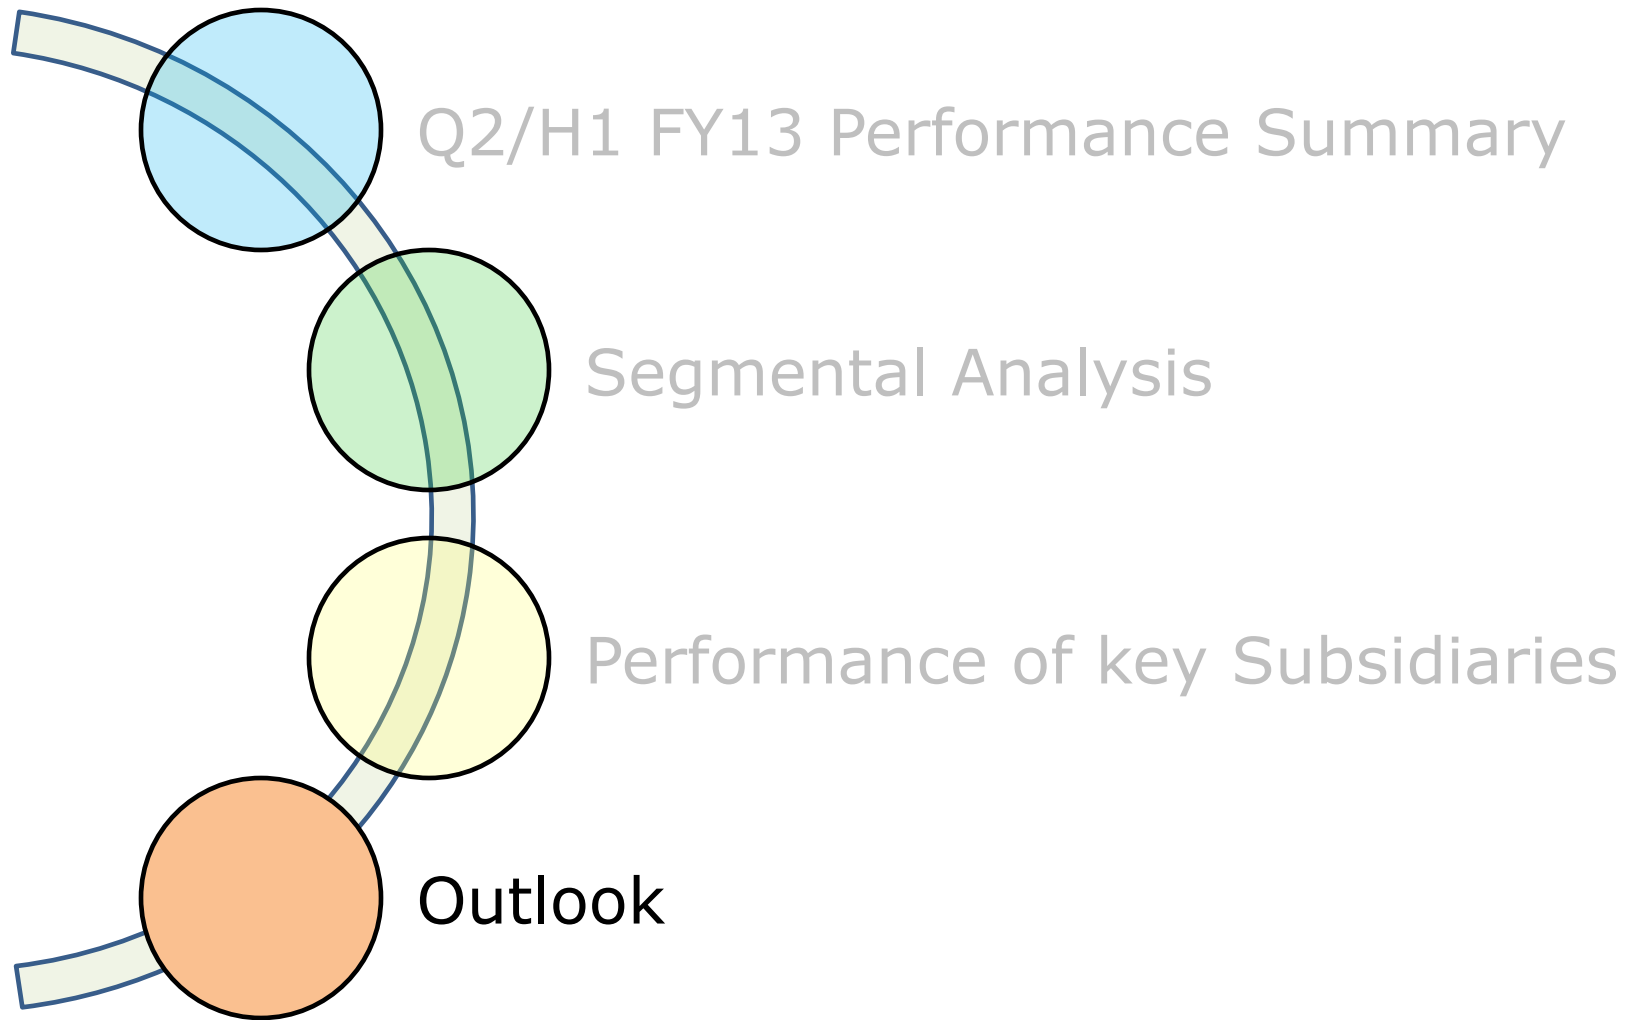 Q2/H1 FY13 Performance Summary
Segmental Analysis
Performance of key Subsidiaries
Outlook